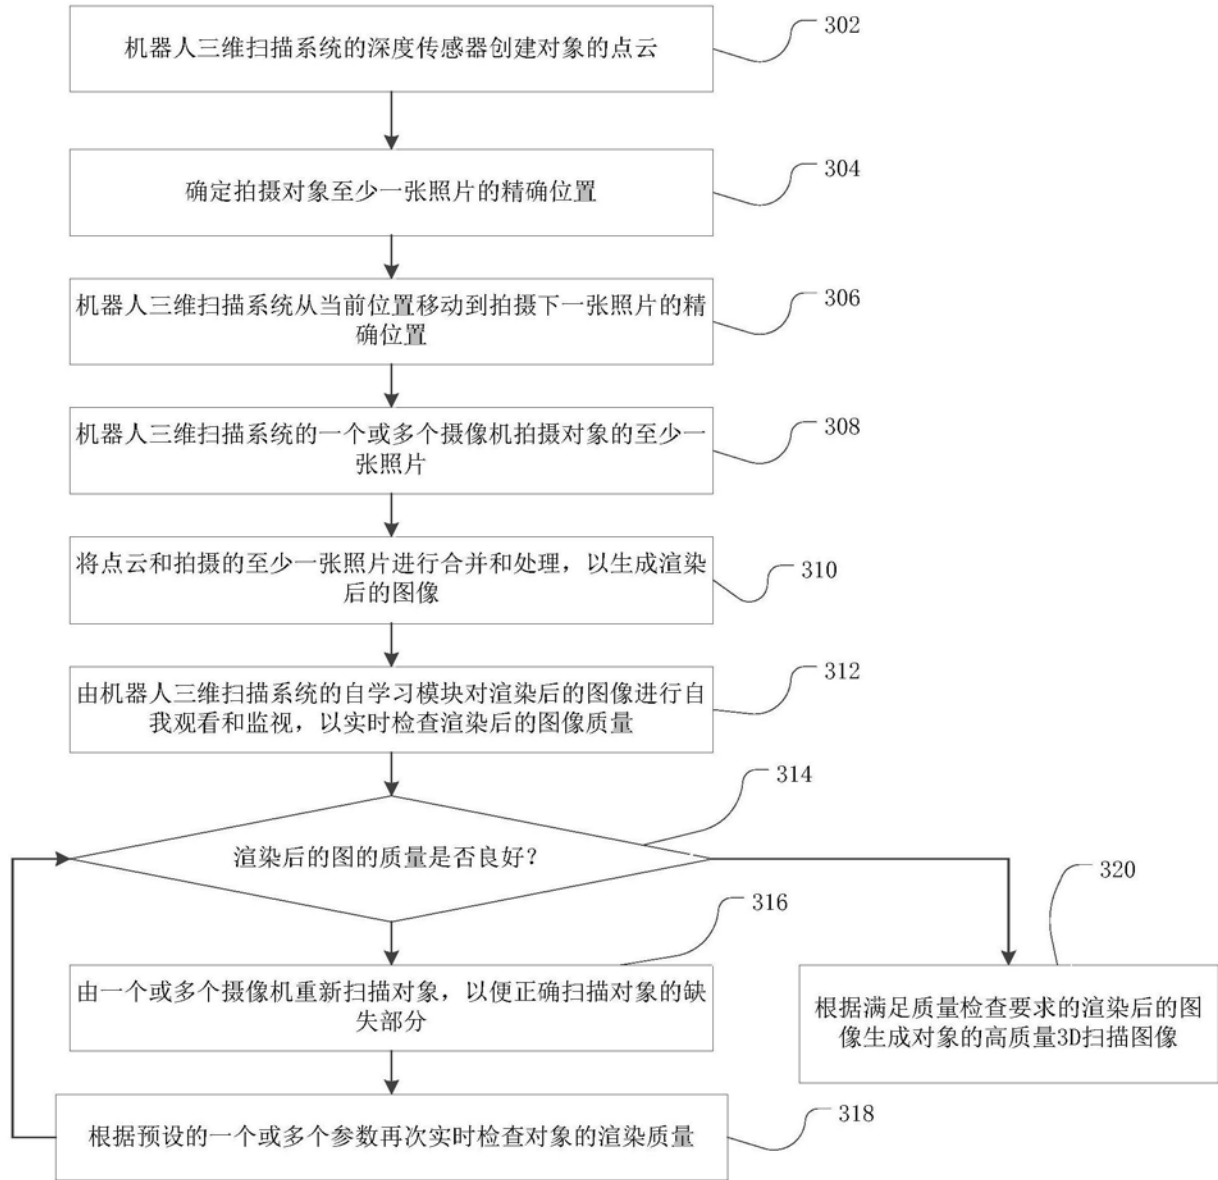 机器人三维扫描系统的深度传感器创建对象的点云
302
确定拍摄对象至少一张照片的精确位置
304
机器人三维扫描系统从当前位置移动到拍摄下一张照片的精
确位置
306
机器人三维扫描系统的一个或多个摄像机拍摄对象的至少一
张照片
308
将点云和拍摄的至少一张照片进行合并和处理，以生成渲染
后的图像
310
由机器人三维扫描系统的自学习模块对渲染后的图像进行自
我观看和监视，以实时检查渲染后的图像质量
312
渲染后的图的质量是否良好？
314
由一个或多个摄像机重新扫描对象，以便正确扫描对象的缺
失部分
316
根据满足质量检查要求的渲染后的图
像生成对象的高质量3D扫描图像
320
根据预设的一个或多个参数再次实时检查对象的渲染质量
318